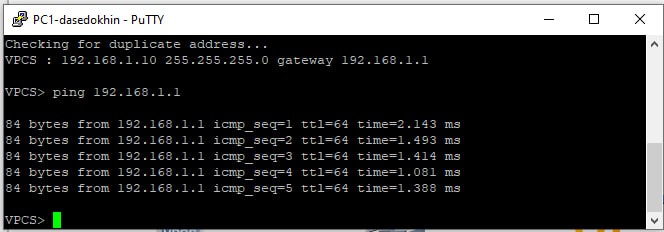 PC1-dasedokhin - PuTTY
Checking for duplicate address...
VPCS : 192.168.1.10 255.255.255.0 gateway 192.168.1.1
VPCS> ping 192.168.1.1
84 bytes from 192.168.1.1 icmp_seq=1 ttl=64 time=2.143 ms
84 bytes from 192.168.1.1 icmp_seq=2 ttl=64 time=1.493 ms
84 bytes from 192.168.1.1 icmp_seq=3 ttl=64 time=1.414 ms
84 bytes from 192.168.1.1 icmp_seq=4 ttl=64 time=1.081 ms
84 bytes from 192.168.1.1 icmp_seq=5 ttl=64 time=1.388 ms
VPCS>